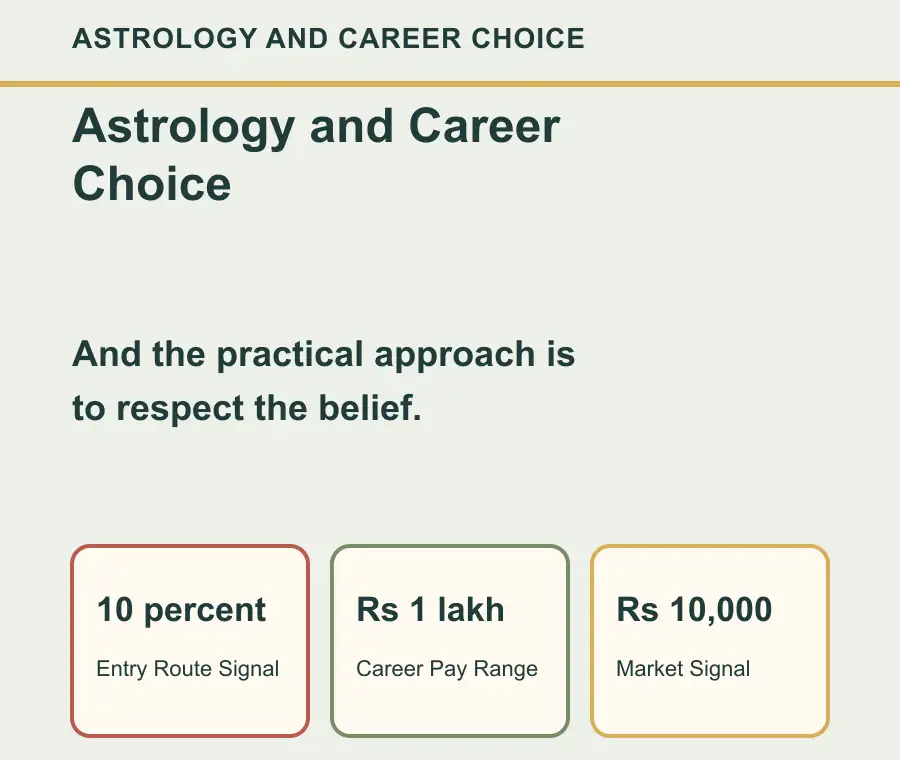 ASTROLOGY AND CAREER CHOICE
Astrology and Career
Choice
And the practical approach is
to respect the belief.
10 percent
Entry Route Signal
Rs 1 lakh
Career Pay Range
Rs 10,000
Market Signal